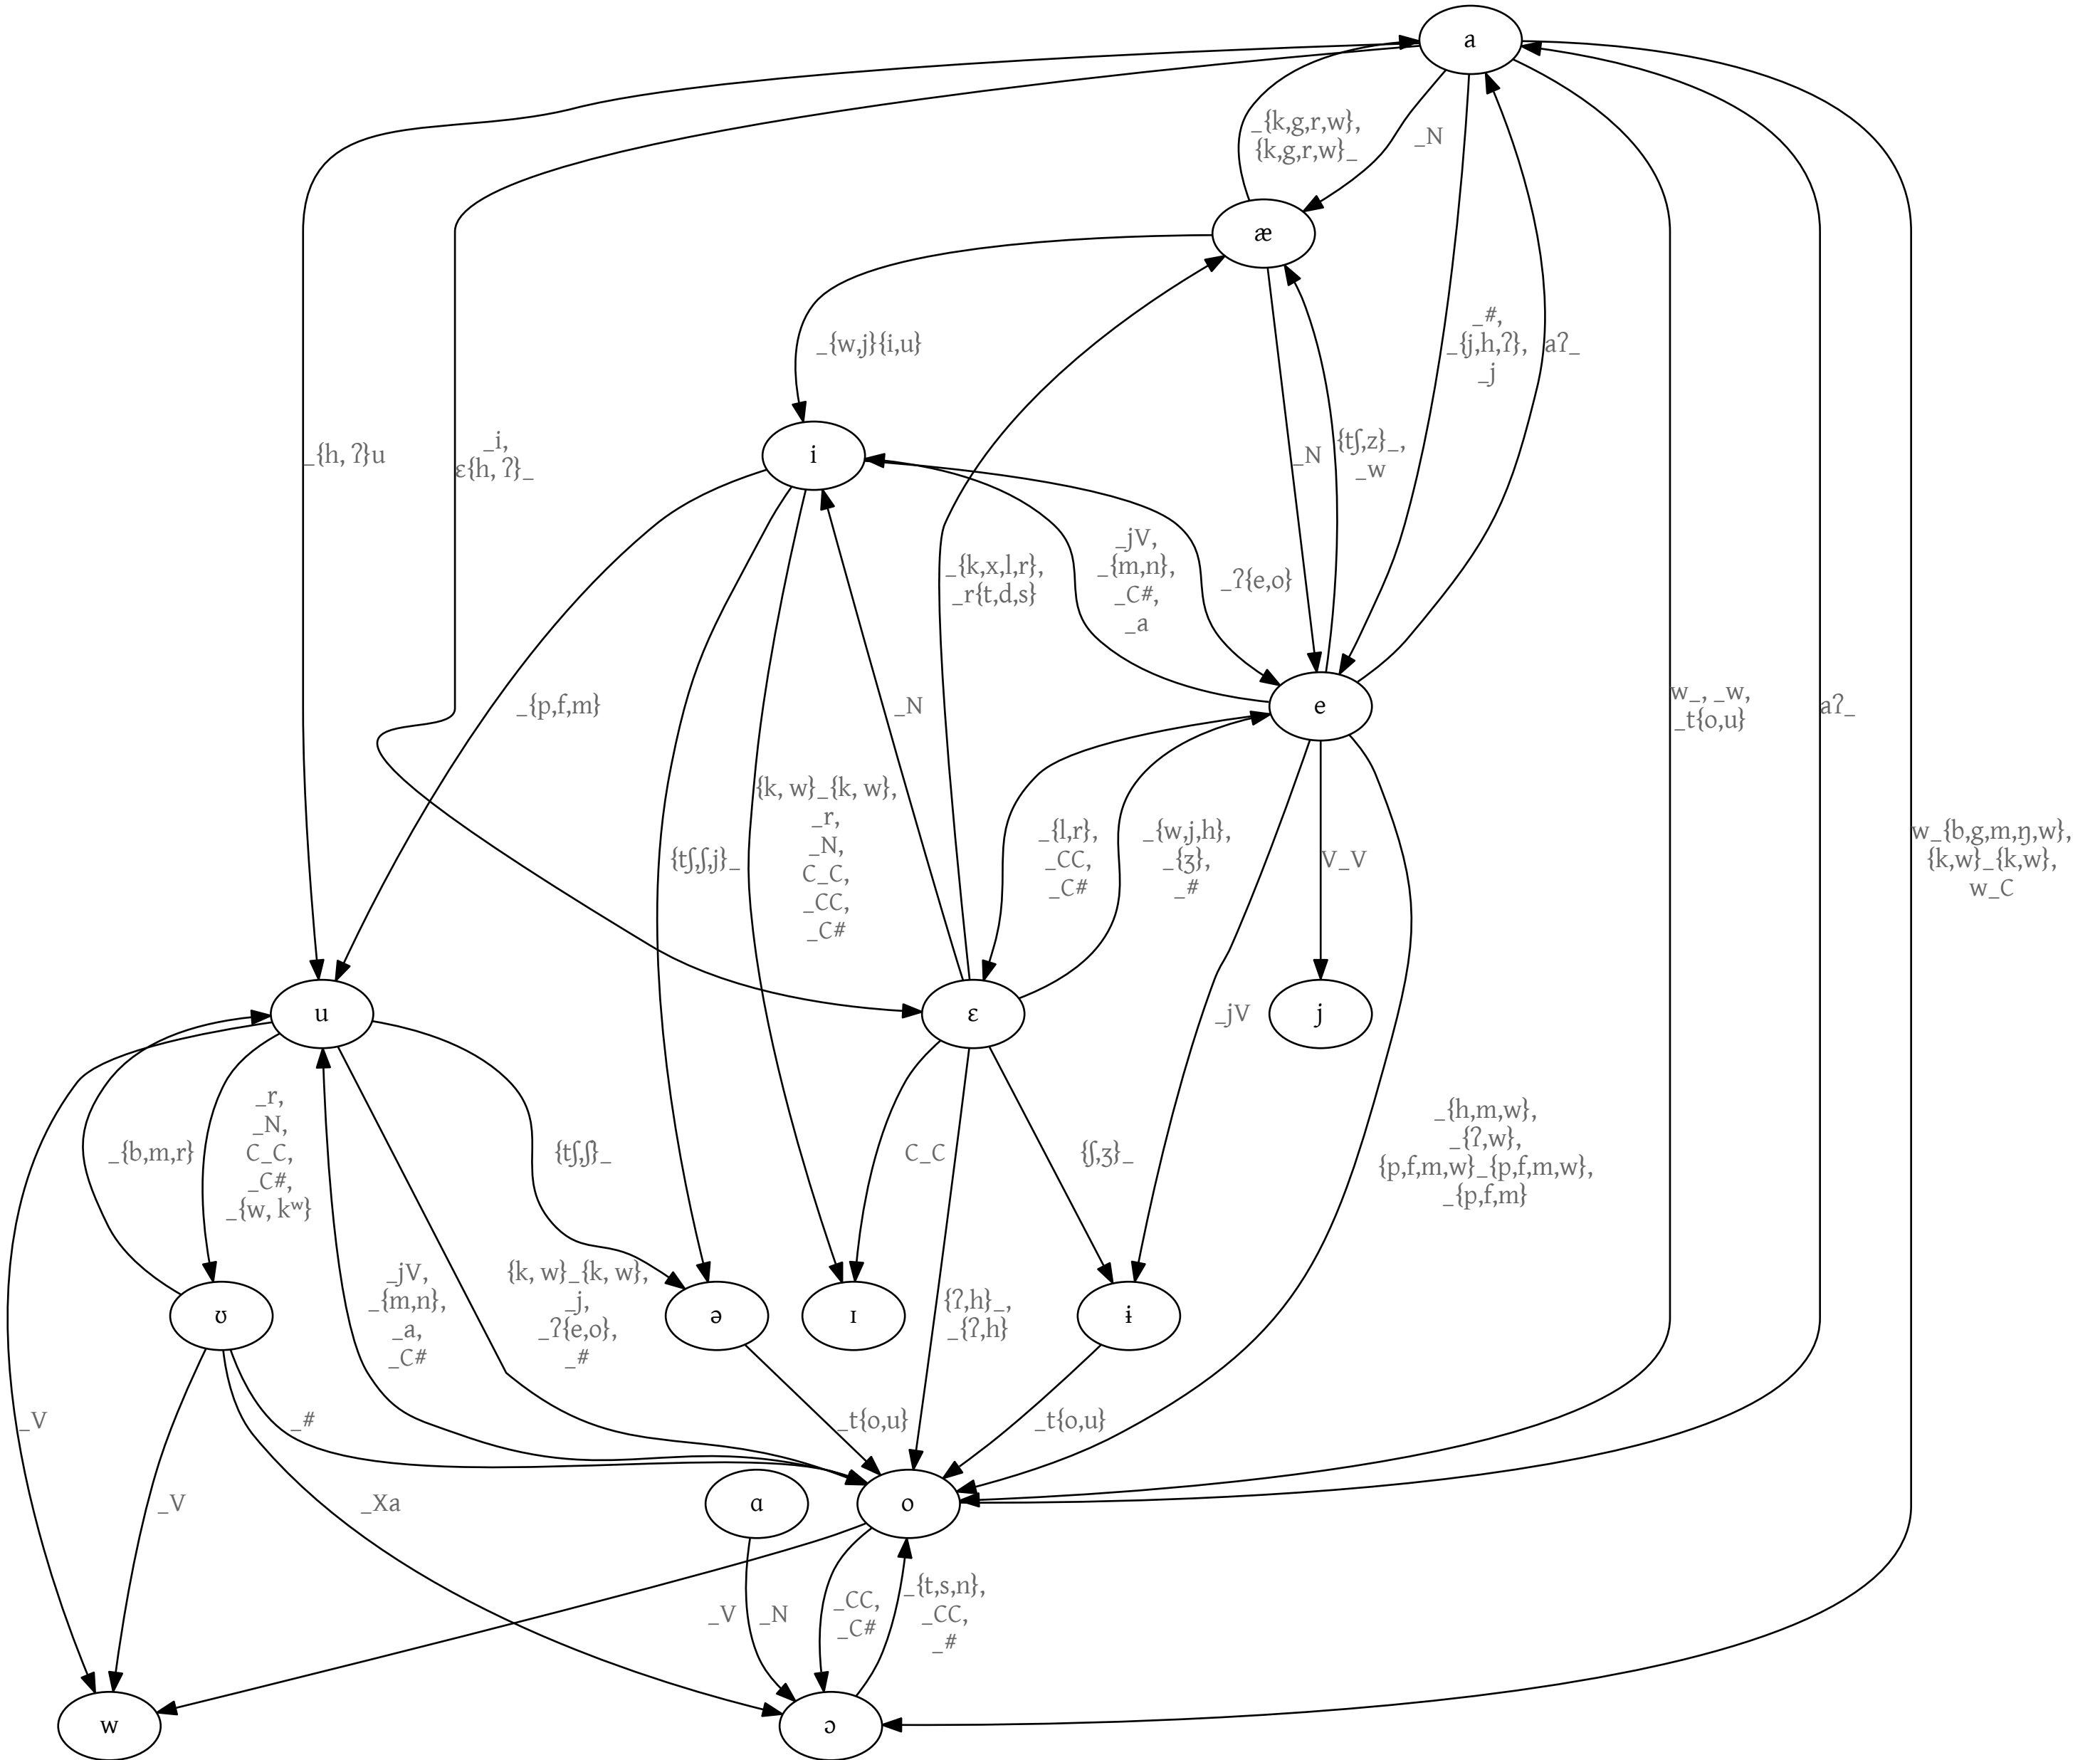 a
_{k,g,r,w},
{k,g,r,w}_
_N
æ
_{w,j}{i,u}
_#,
_{j,h,ʔ},
_j
aʔ_
_{h, ʔ}u
_i,
ɛ{h, ʔ}_
i
_N
{tʃ,z}_,
_w
_{k,x,l,r},
_r{t,d,s}
_jV,
_{m,n},
_C#,
_a
_ʔ{e,o}
_{p,f,m}
_N
e
w_, _w,
_t{o,u}
aʔ_
{tʃ,ʃ,j}_
{k, w}_{k, w},
_r,
_N,
C_C,
_CC,
_C#
_{l,r},
_CC,
_C#
_{w,j,h},
_{ʒ},
_#
V_V
w_{b,g,m,ŋ,w},
{k,w}_{k,w},
w_C
u
ɛ
_jV
j
_{b,m,r}
_r,
_N,
C_C,
_C#,
_{w, kʷ}
{tʃ,ʃ}_
C_C
{ʃ,ʒ}_
_{h,m,w},
_{ʔ,w},
{p,f,m,w}_{p,f,m,w},
_{p,f,m}
ʊ
_jV,
_{m,n},
_a,
_C#
{k, w}_{k, w},
_j,
_ʔ{e,o},
_#
ə
ɪ
{ʔ,h}_,
_{ʔ,h}
ɨ
_V
_#
_t{o,u}
_t{o,u}
_V
_Xa
ɑ
o
_V
_N
_CC,
_C#
_{t,s,n},
_CC,
_#
w
ɔ